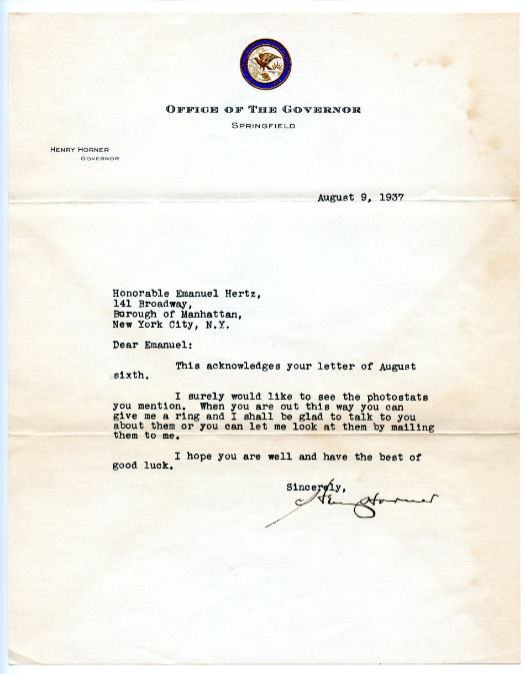 OFFICE OF THE GOVERNOR
SPRINGFIELD
HENRY HORNER
GOVERNOR
August 9, 1937
Honorable Emanuel Hertz,
141 Broadway,
Borough of Manhattan,
New York City, N.Y.
Dear Emanuel:
This acknowledges your letter of August
sixth.
I surely would like to see the photostats
you mention. When you are out this way you can
give me a ring and I shall be glad to talk to you
about them or you can let me look at them by mailing
them to me.
I hope you are well and have the best of
good luck.
Sincerely,
Henry Horner